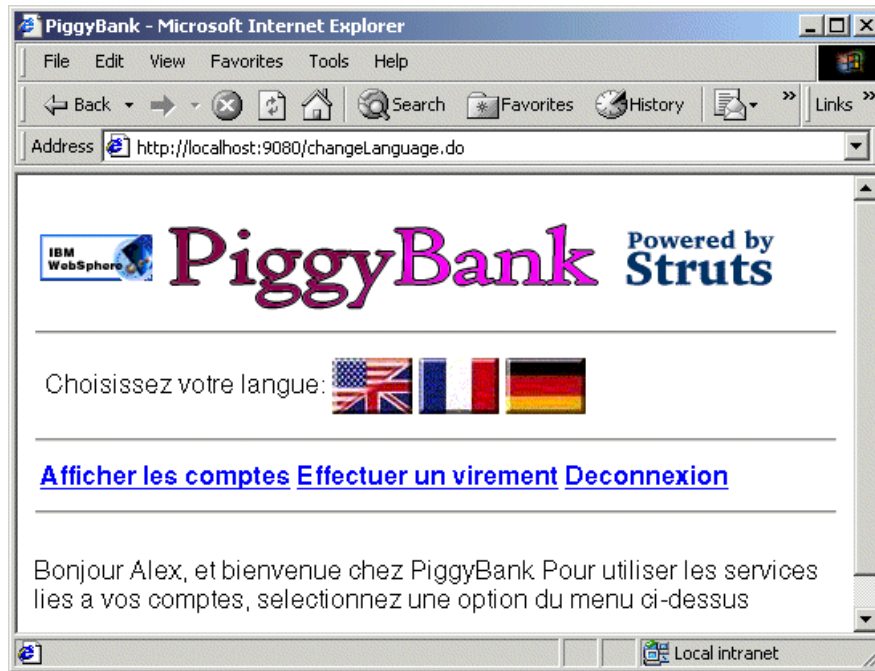 PiggyBank - Microsoft Internet Explorer
File Edit View Favorites Tools Help
Back Search Favorites History » Links »
Address http://localhost:9080/changeLanguage.do
IBM WebSphere PiggyBank Powered by Struts
Choisissez votre langue:
Afficher les comptes Effectuer un virement Deconnexion
Bonjour Alex, et bienvenue chez PiggyBank Pour utiliser les services
lies a vos comptes, selectionnez une option du menu ci-dessus
Local intranet